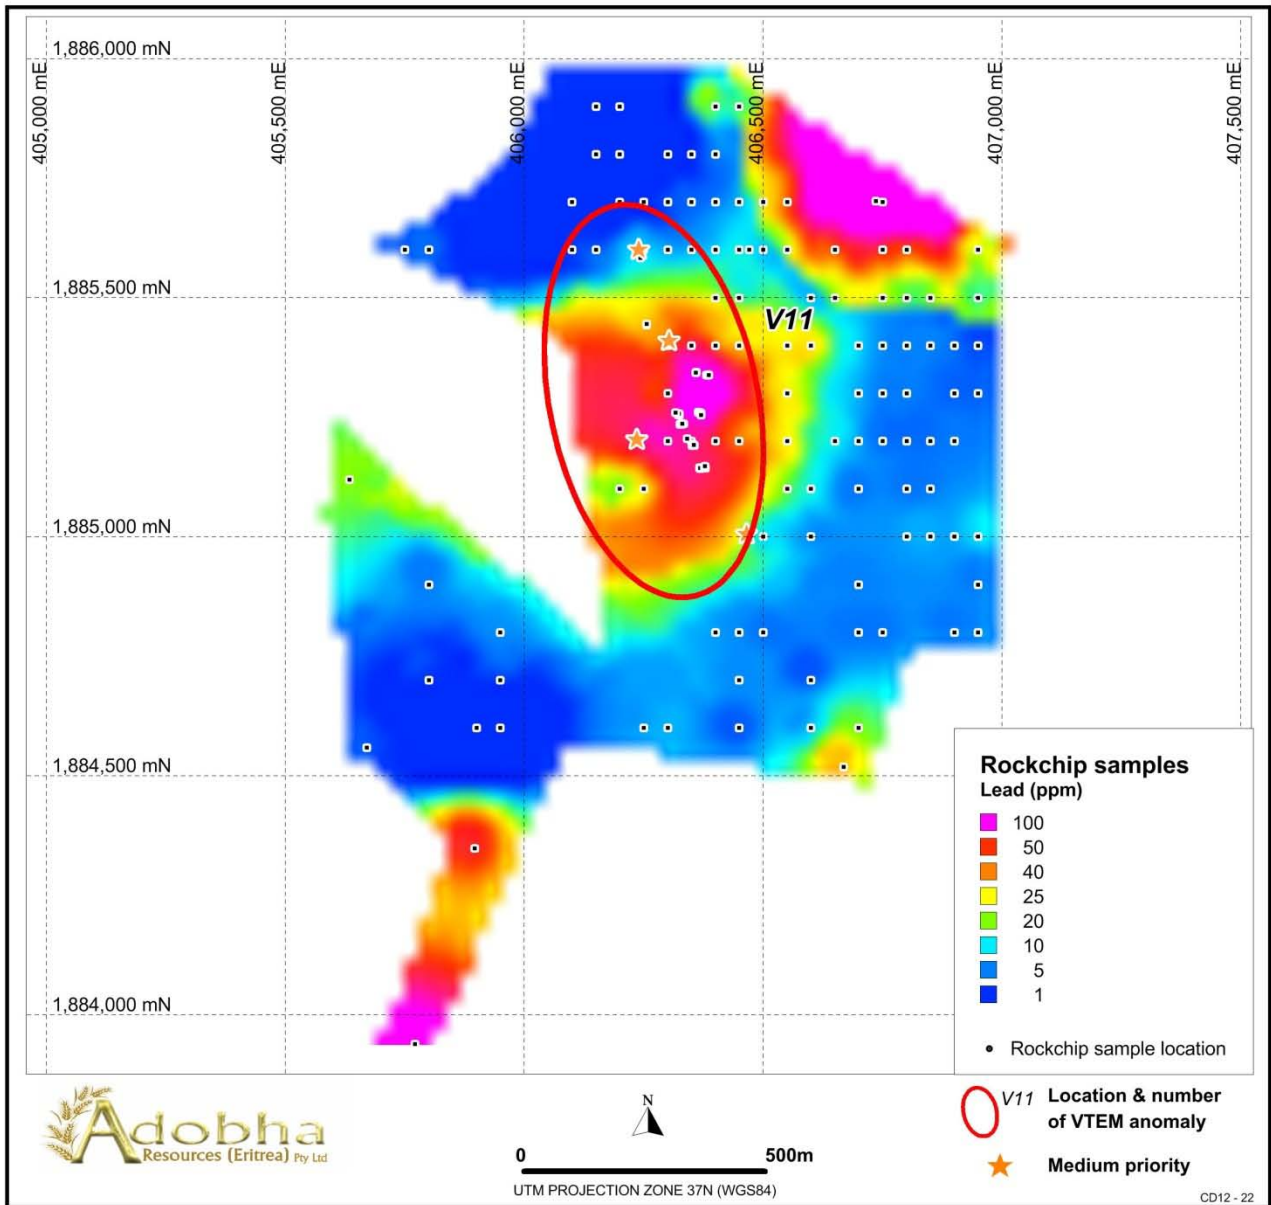 1,886,000 mN
405,000 mE
405,500 mE
406,000 mE
406,500 mE
407,000 mE
407,500 mE
V11
1,885,500 mN
1,885,000 mN
1,884,500 mN
1,884,000 mN
Rockchip samples
Lead (ppm)
100
50
40
25
20
10
5
1
Rockchip sample location
V11 Location & number
of VTEM anomaly
Medium priority
Adobha
Resources (Eritrea) Pty Ltd
N
0 500m
UTM PROJECTION ZONE 37N (WGS84)
CD12 - 22